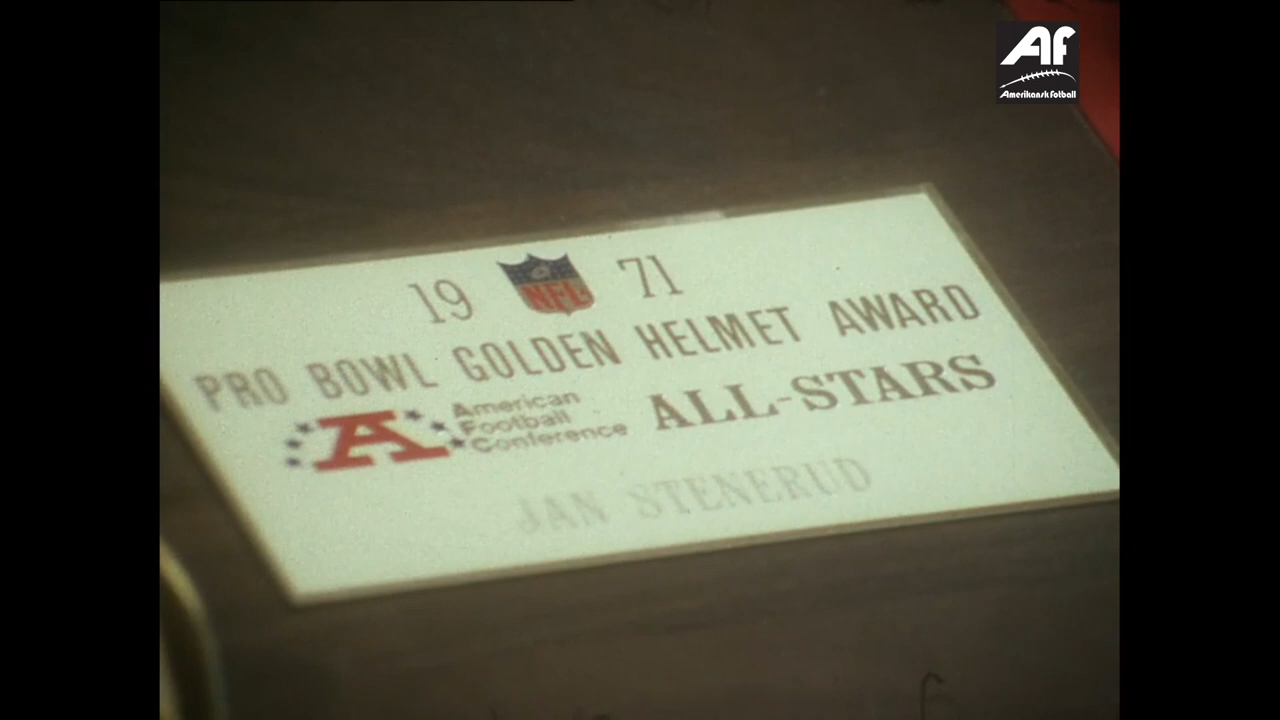 Af
Amerikansk Fotball
19 NFL 71
PRO BOWL GOLDEN HELMET AWARD
A American
Football
Conference
ALL-STARS
JAN STENERUD